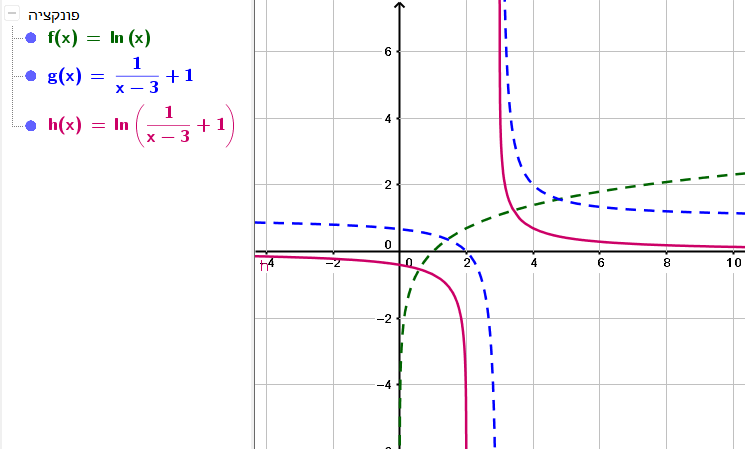 פונקציה
f(x) = ln (x)
g(x) = 1/(x − 3) + 1
h(x) = ln (1/(x − 3) + 1)
6
4
2
0
−4 −2 0 2 4 6 8 10
h
−2
−4